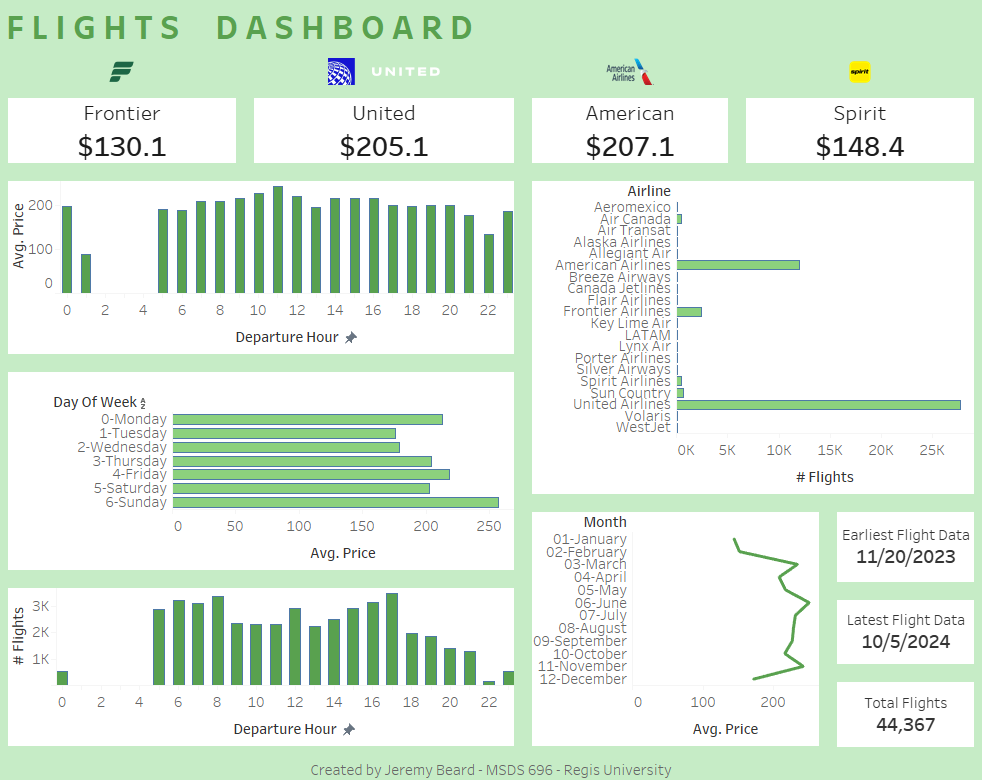 FLIGHTS DASHBOARD
UNITED
American
Airlines
spirit
Frontier
$130.1
United
$205.1
American
$207.1
Spirit
$148.4
Avg. Price
200
100
0
0 2 4 6 8 10 12 14 16 18 20 22
Departure Hour
Day Of Week
0-Monday
1-Tuesday
2-Wednesday
3-Thursday
4-Friday
5-Saturday
6-Sunday
0 50 100 150 200 250
Avg. Price
# Flights
3K
2K
1K
0 2 4 6 8 10 12 14 16 18 20 22
Departure Hour
Airline
Aeromexico
Air Canada
Air Transat
Alaska Airlines
Allegiant Air
American Airlines
Breeze Airways
Canada Jetlines
Flair Airlines
Frontier Airlines
Key Lime Air
LATAM
Lynx Air
Porter Airlines
Silver Airways
Spirit Airlines
Sun Country
United Airlines
Volaris
WestJet
0K 5K 10K 15K 20K 25K
# Flights
Month
01-January
02-February
03-March
04-April
05-May
06-June
07-July
08-August
09-September
10-October
11-November
12-December
0 100 200
Avg. Price
Earliest Flight Data
11/20/2023
Latest Flight Data
10/5/2024
Total Flights
44,367
Created by Jeremy Beard - MSDS 696 - Regis University